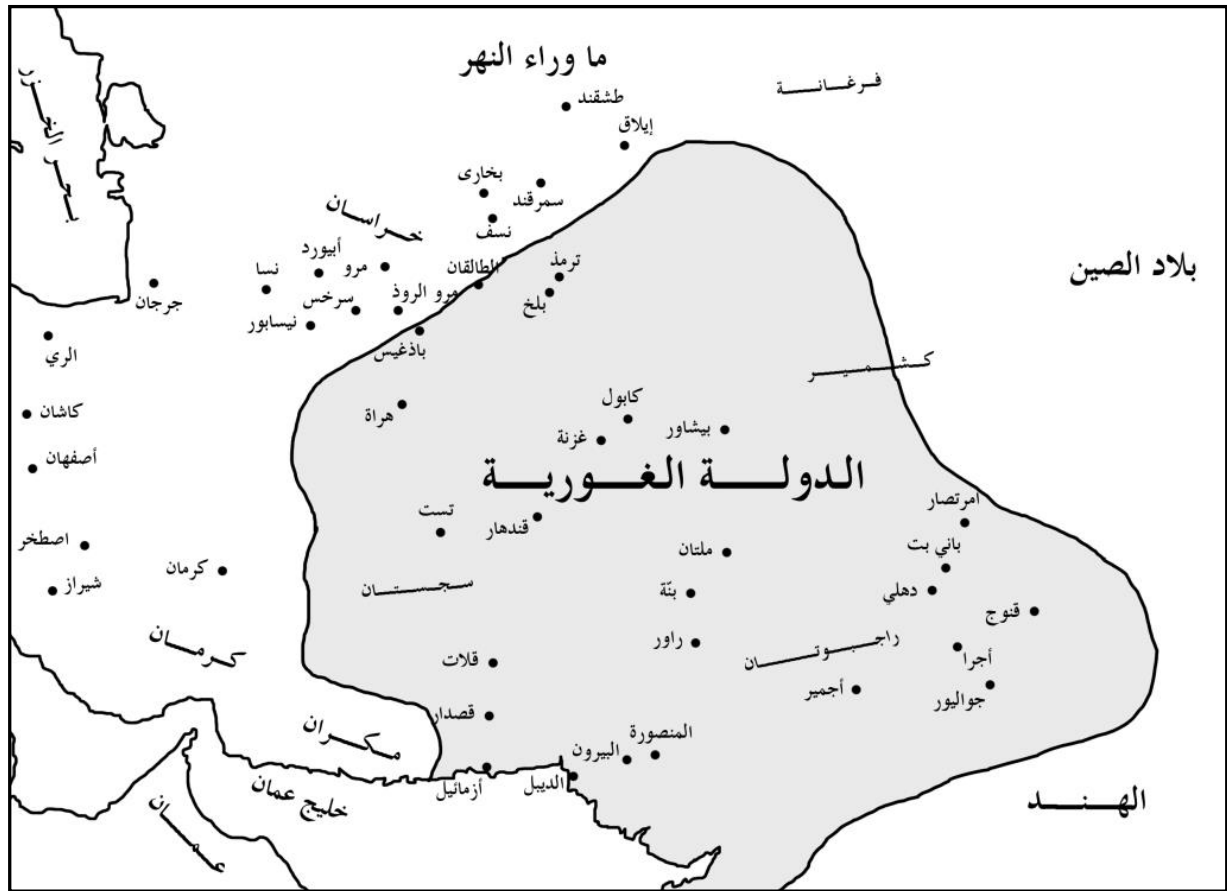 ما وراء النهر
فرغانة
طشقند
إيلاق
بحر الخزر
بخارى
سمرقند
نسف
خراسان
أبيورد
مرو
نسا
الطالقان
ترمذ
بلاد الصين
جرجان
سرخس
مرو الروذ
بلخ
نيسابور
باذغيس
الري
كشمير
كاشان
هراة
كابول
بيشاور
غزنة
أصفهان
الدولة الغورية
امرتصار
تست
قندهار
باني بت
اصطخر
ملتان
كرمان
شيراز
سجستان
بنّة
دهلي
قنوج
كرمان
راور
راجبوتان
أجرا
قلات
أجمير
جواليور
قصدار
مكران
المنصورة
البيرون
أزمائيل
الديبل
خليج عمان
عمان
الهند